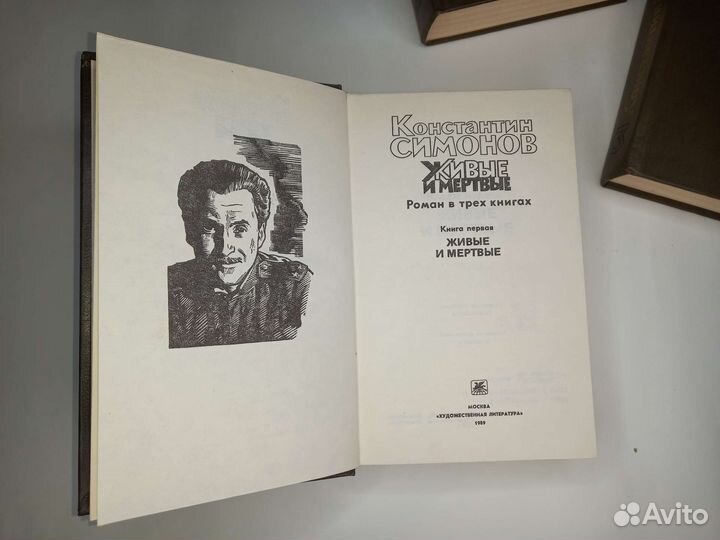 Константин
СИМОНОВ
ЖИВЫЕ
И МЕРТВЫЕ
Роман в трех книгах
Книга первая
ЖИВЫЕ
И МЕРТВЫЕ
МОСКВА
«ХУДОЖЕСТВЕННАЯ ЛИТЕРАТУРА»
1989
Avito